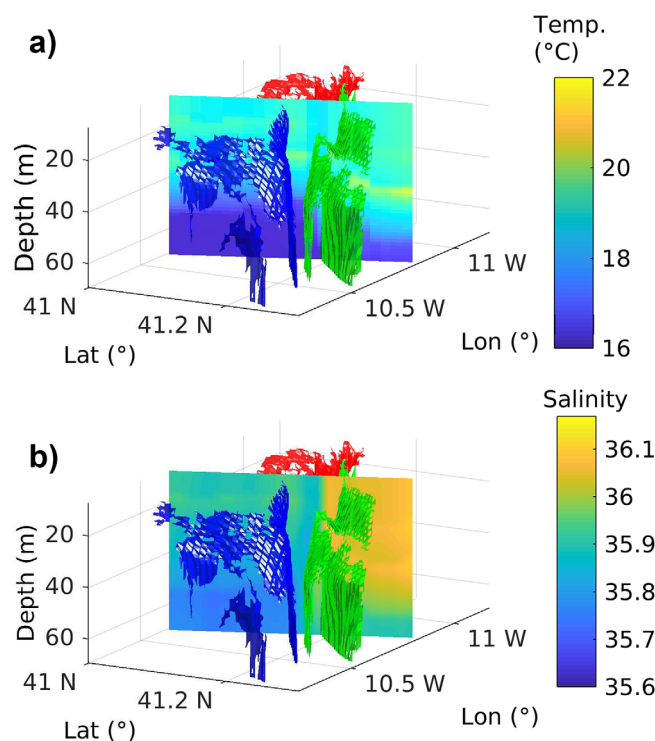 a)
Temp.
(°C)
22
20
18
16
Depth (m)
20
40
60
41 N
41.2 N
Lat (°)
10.5 W
11 W
Lon (°)
b)
Salinity
36.1
36
35.9
35.8
35.7
35.6
Depth (m)
20
40
60
41 N
41.2 N
Lat (°)
10.5 W
11 W
Lon (°)